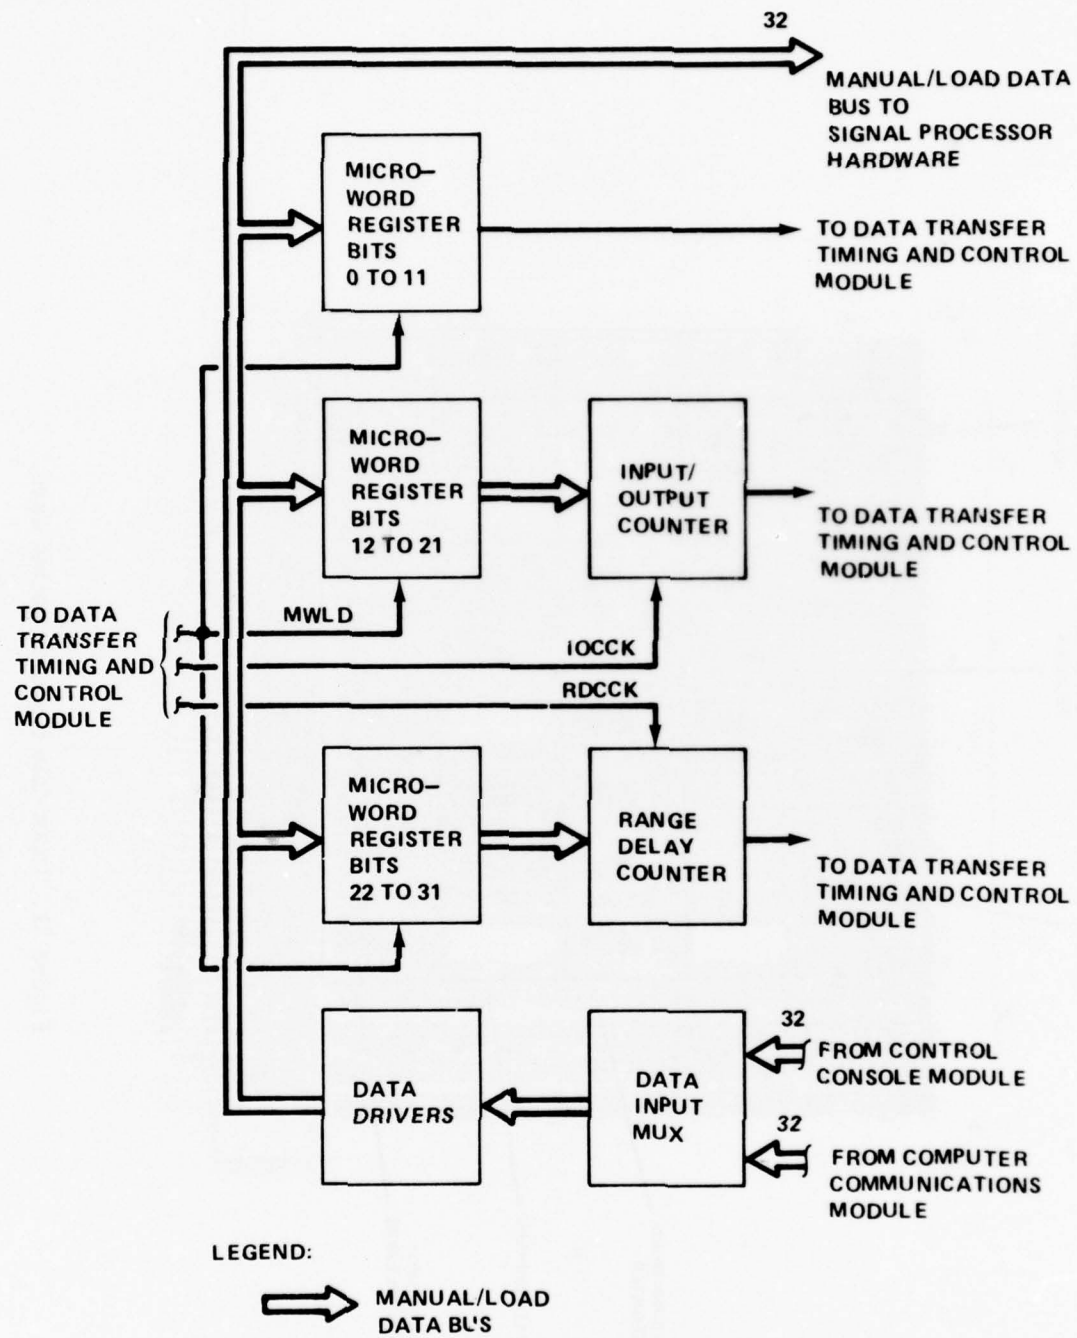 32
MANUAL/LOAD DATA
BUS TO
SIGNAL PROCESSOR
HARDWARE
MICRO–
WORD
REGISTER
BITS
0 TO 11
TO DATA TRANSFER
TIMING AND CONTROL
MODULE
MICRO–
WORD
REGISTER
BITS
12 TO 21
INPUT/
OUTPUT
COUNTER
TO DATA TRANSFER
TIMING AND CONTROL
MODULE
TO DATA
TRANSFER
TIMING AND
CONTROL
MODULE
MWLD
IOCCK
RDCCK
MICRO–
WORD
REGISTER
BITS
22 TO 31
RANGE
DELAY
COUNTER
TO DATA TRANSFER
TIMING AND CONTROL
MODULE
DATA
DRIVERS
DATA
INPUT
MUX
32
FROM CONTROL
CONSOLE MODULE
32
FROM COMPUTER
COMMUNICATIONS
MODULE
LEGEND:
MANUAL/LOAD
DATA BUS